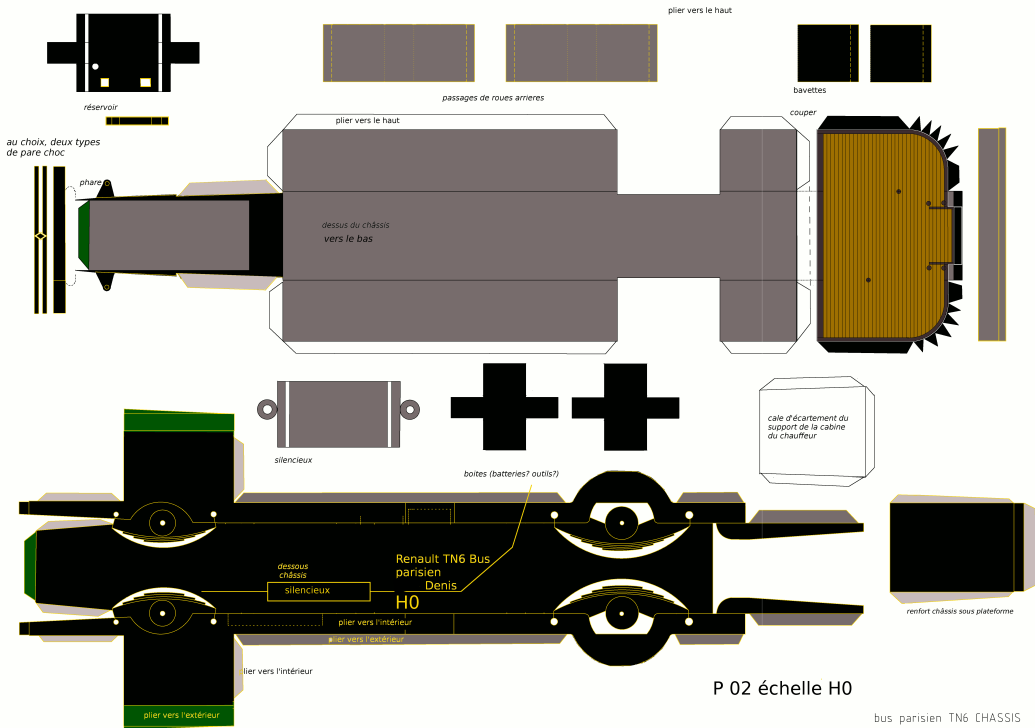 plier vers le haut
bavettes
passages de roues arrieres
réservoir
couper
plier vers le haut
au choix, deux types
de pare choc
phare
dessus du châssis
vers le bas
cale d'écartement du
support de la cabine
du chauffeur
silencieux
boites (batteries? outils?)
Renault TN6 Bus
parisien
Denis
H0
dessous
châssis
silencieux
renfort châssis sous plateforme
plier vers l'intérieur
plier vers l'extérieur
plier vers l'intérieur
P 02 échelle H0
plier vers l'extérieur
bus parisien TN6 CHASSIS